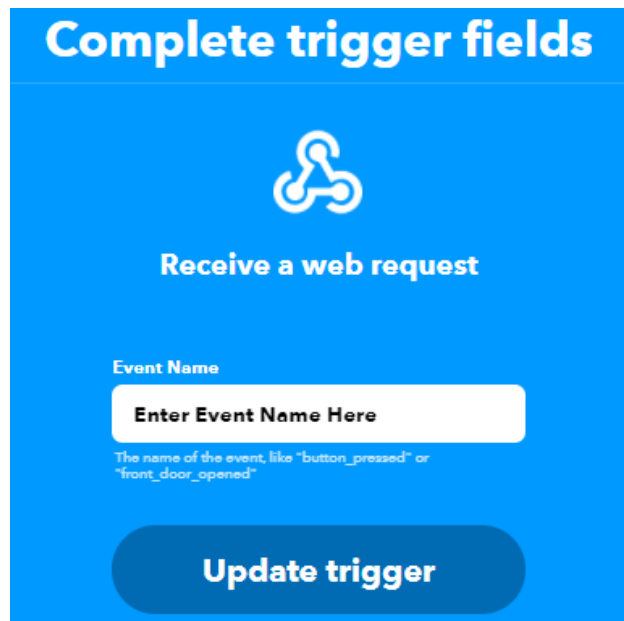 Complete trigger fields
Receive a web request
Event Name
Enter Event Name Here
The name of the event, like "button_pressed" or
"front_door_opened"
Update trigger